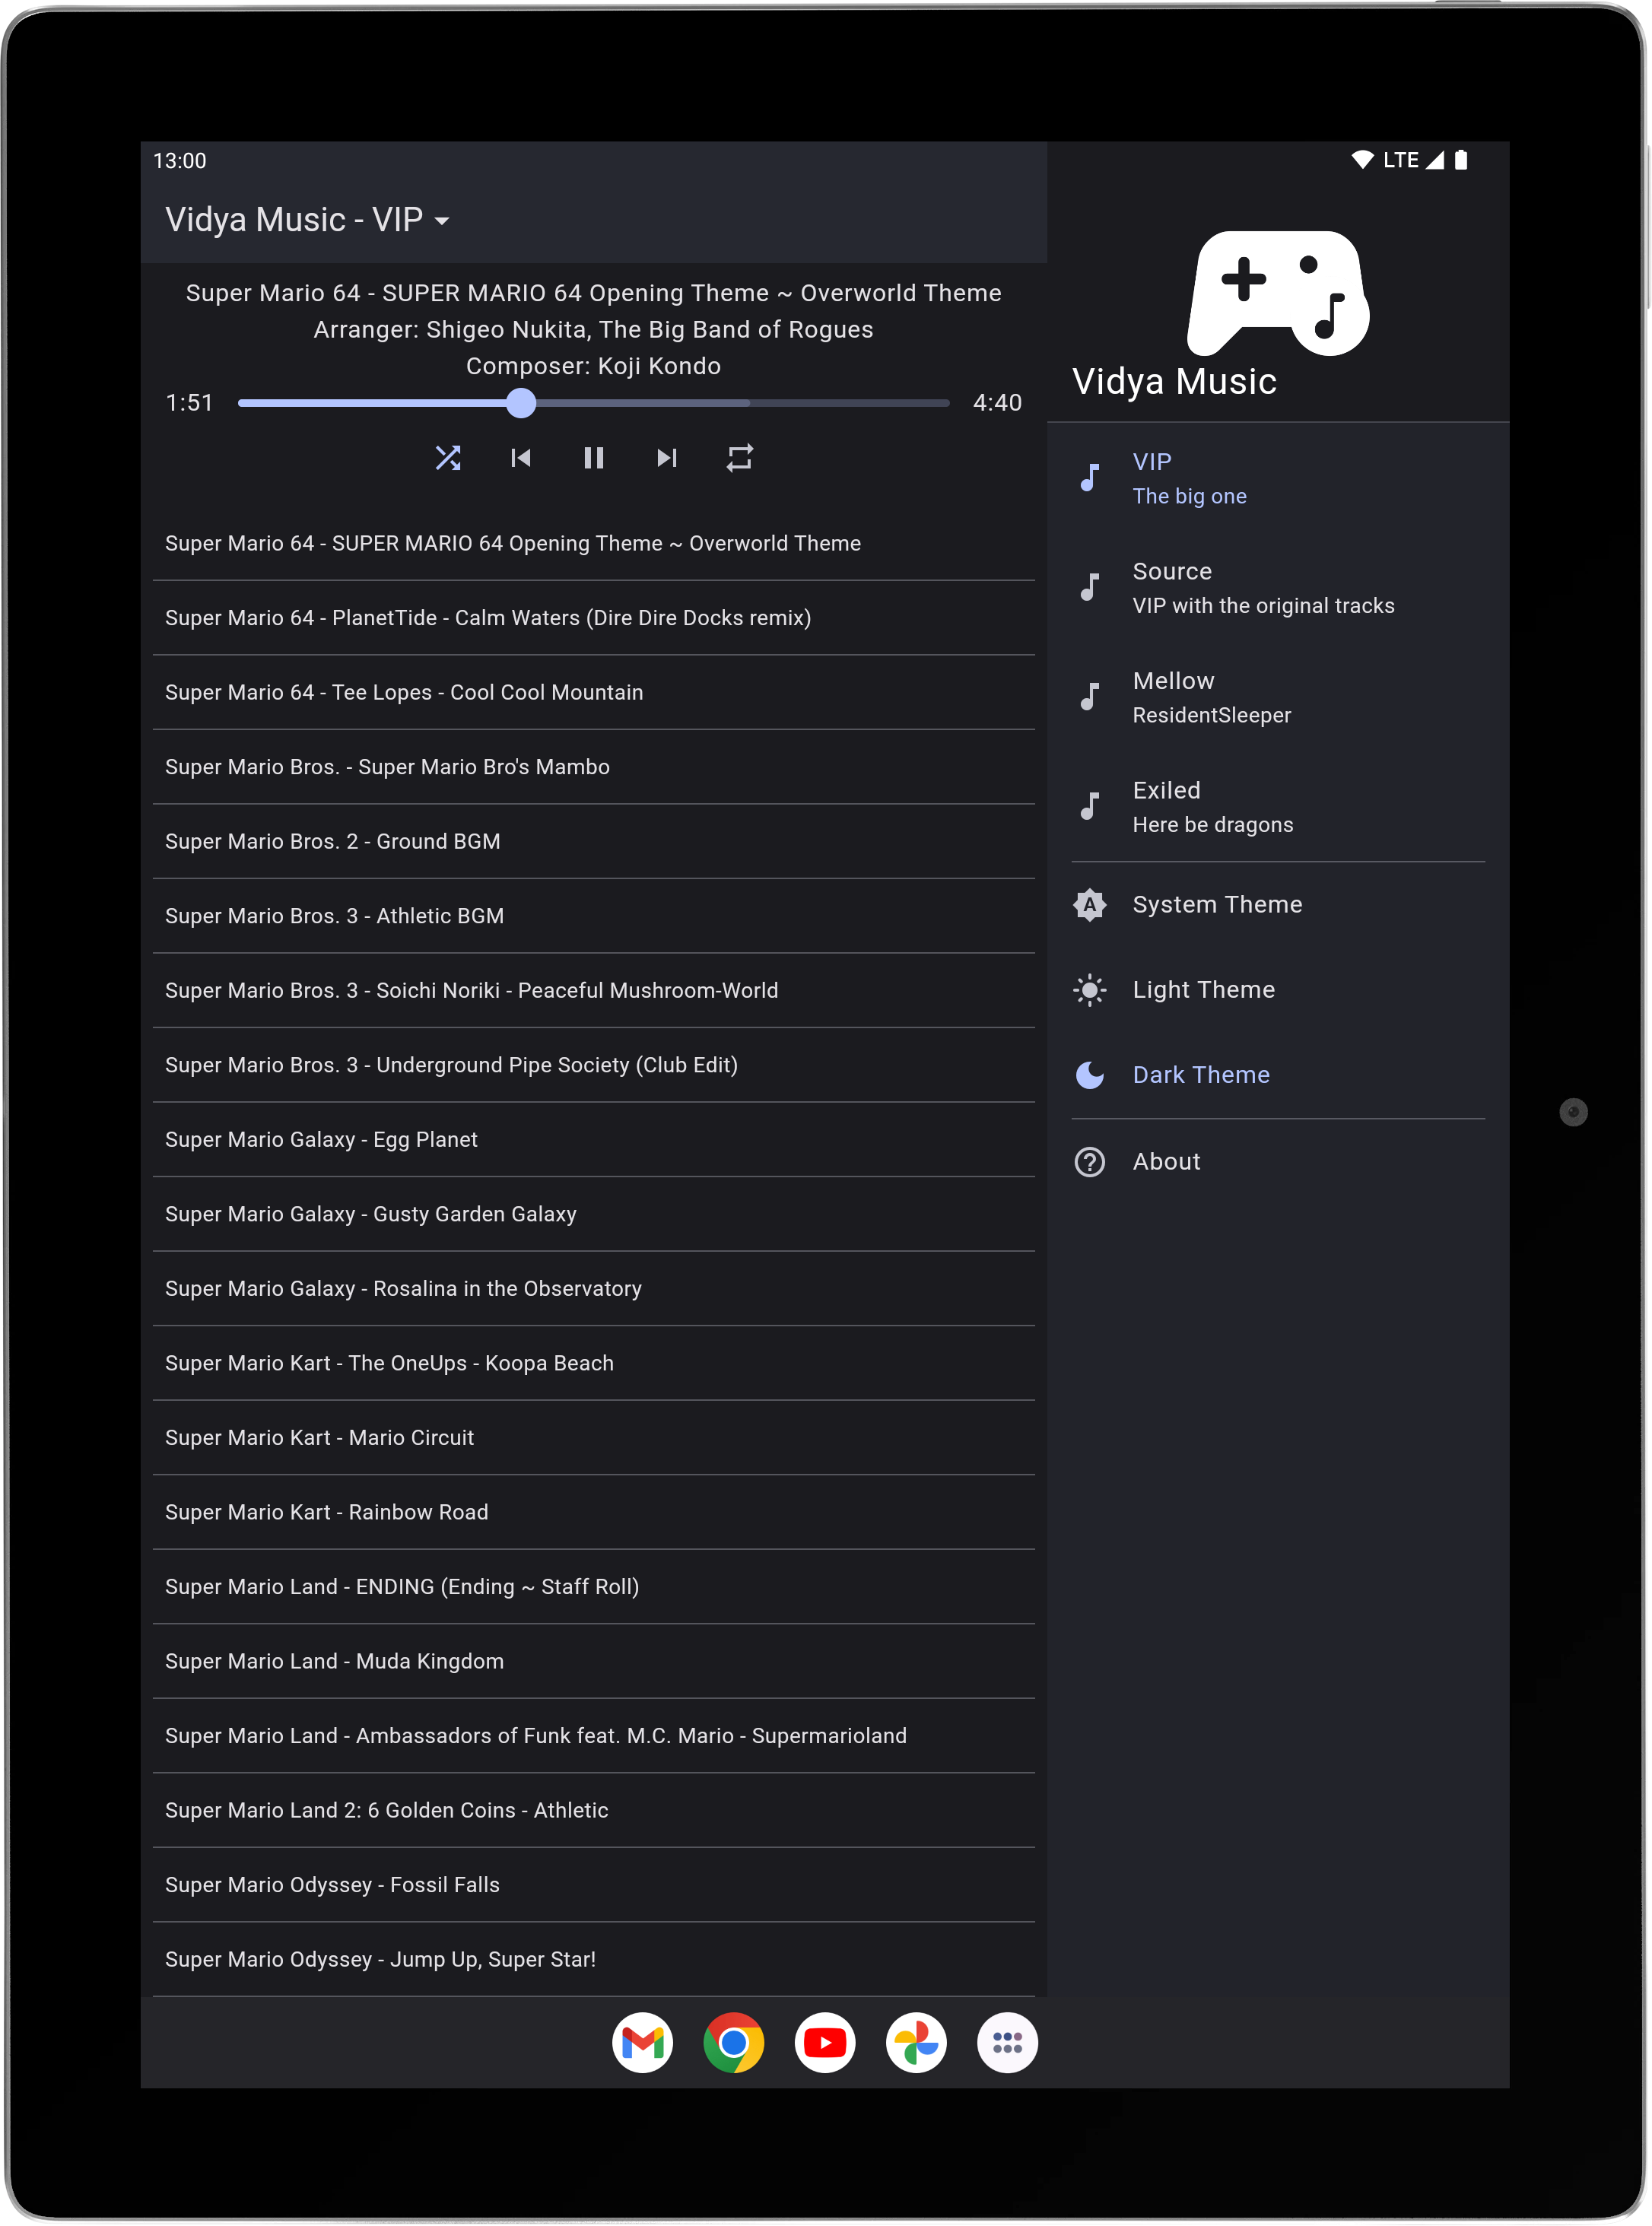 13:00
LTE
Vidya Music - VIP
Super Mario 64 - SUPER MARIO 64 Opening Theme ~ Overworld Theme
Arranger: Shigeo Nukita, The Big Band of Rogues
Composer: Koji Kondo
1:51
4:40
Super Mario 64 - SUPER MARIO 64 Opening Theme ~ Overworld Theme
Super Mario 64 - PlanetTide - Calm Waters (Dire Dire Docks remix)
Super Mario 64 - Tee Lopes - Cool Cool Mountain
Super Mario Bros. - Super Mario Bro's Mambo
Super Mario Bros. 2 - Ground BGM
Super Mario Bros. 3 - Athletic BGM
Super Mario Bros. 3 - Soichi Noriki - Peaceful Mushroom-World
Super Mario Bros. 3 - Underground Pipe Society (Club Edit)
Super Mario Galaxy - Egg Planet
Super Mario Galaxy - Gusty Garden Galaxy
Super Mario Galaxy - Rosalina in the Observatory
Super Mario Kart - The OneUps - Koopa Beach
Super Mario Kart - Mario Circuit
Super Mario Kart - Rainbow Road
Super Mario Land - ENDING (Ending ~ Staff Roll)
Super Mario Land - Muda Kingdom
Super Mario Land - Ambassadors of Funk feat. M.C. Mario - Supermarioland
Super Mario Land 2: 6 Golden Coins - Athletic
Super Mario Odyssey - Fossil Falls
Super Mario Odyssey - Jump Up, Super Star!
Vidya Music
VIP
The big one
Source
VIP with the original tracks
Mellow
ResidentSleeper
Exiled
Here be dragons
A
System Theme
Light Theme
Dark Theme
?
About